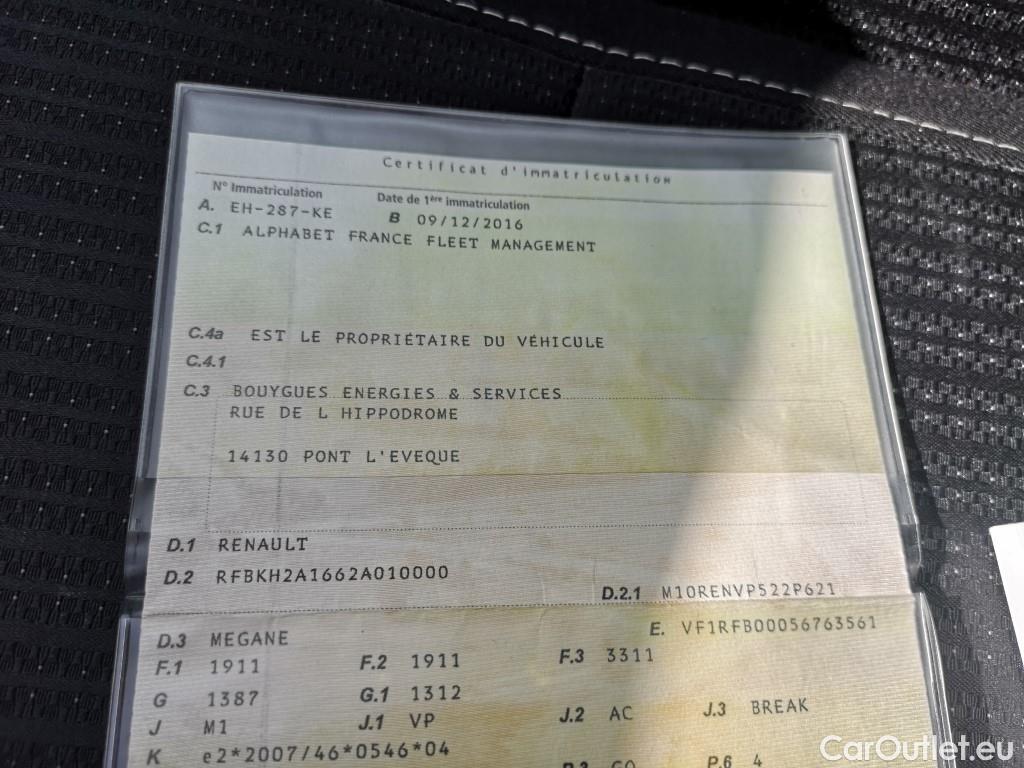 Certificat d'immatriculation
N° Immatriculation Date de 1ère immatriculation
A. EH-287-KE B 09/12/2016
C.1 ALPHABET FRANCE FLEET MANAGEMENT
C.4a EST LE PROPRIÉTAIRE DU VÉHICULE
C.4.1
C.3 BOUYGUES ENERGIES & SERVICES
RUE DE L HIPPODROME
14130 PONT L'EVEQUE
D.1 RENAULT
D.2 RFBKH2A1662A010000
D.2.1 M10RENVP522P621
D.3 MEGANE E. VF1RFB00056763561
F.1 1911 F.2 1911 F.3 3311
G 1387 G.1 1312
J M1 J.1 VP J.2 AC J.3 BREAK
K e2*2007/46*0546*04
P.3 GO P.6 4
CarOutlet.eu